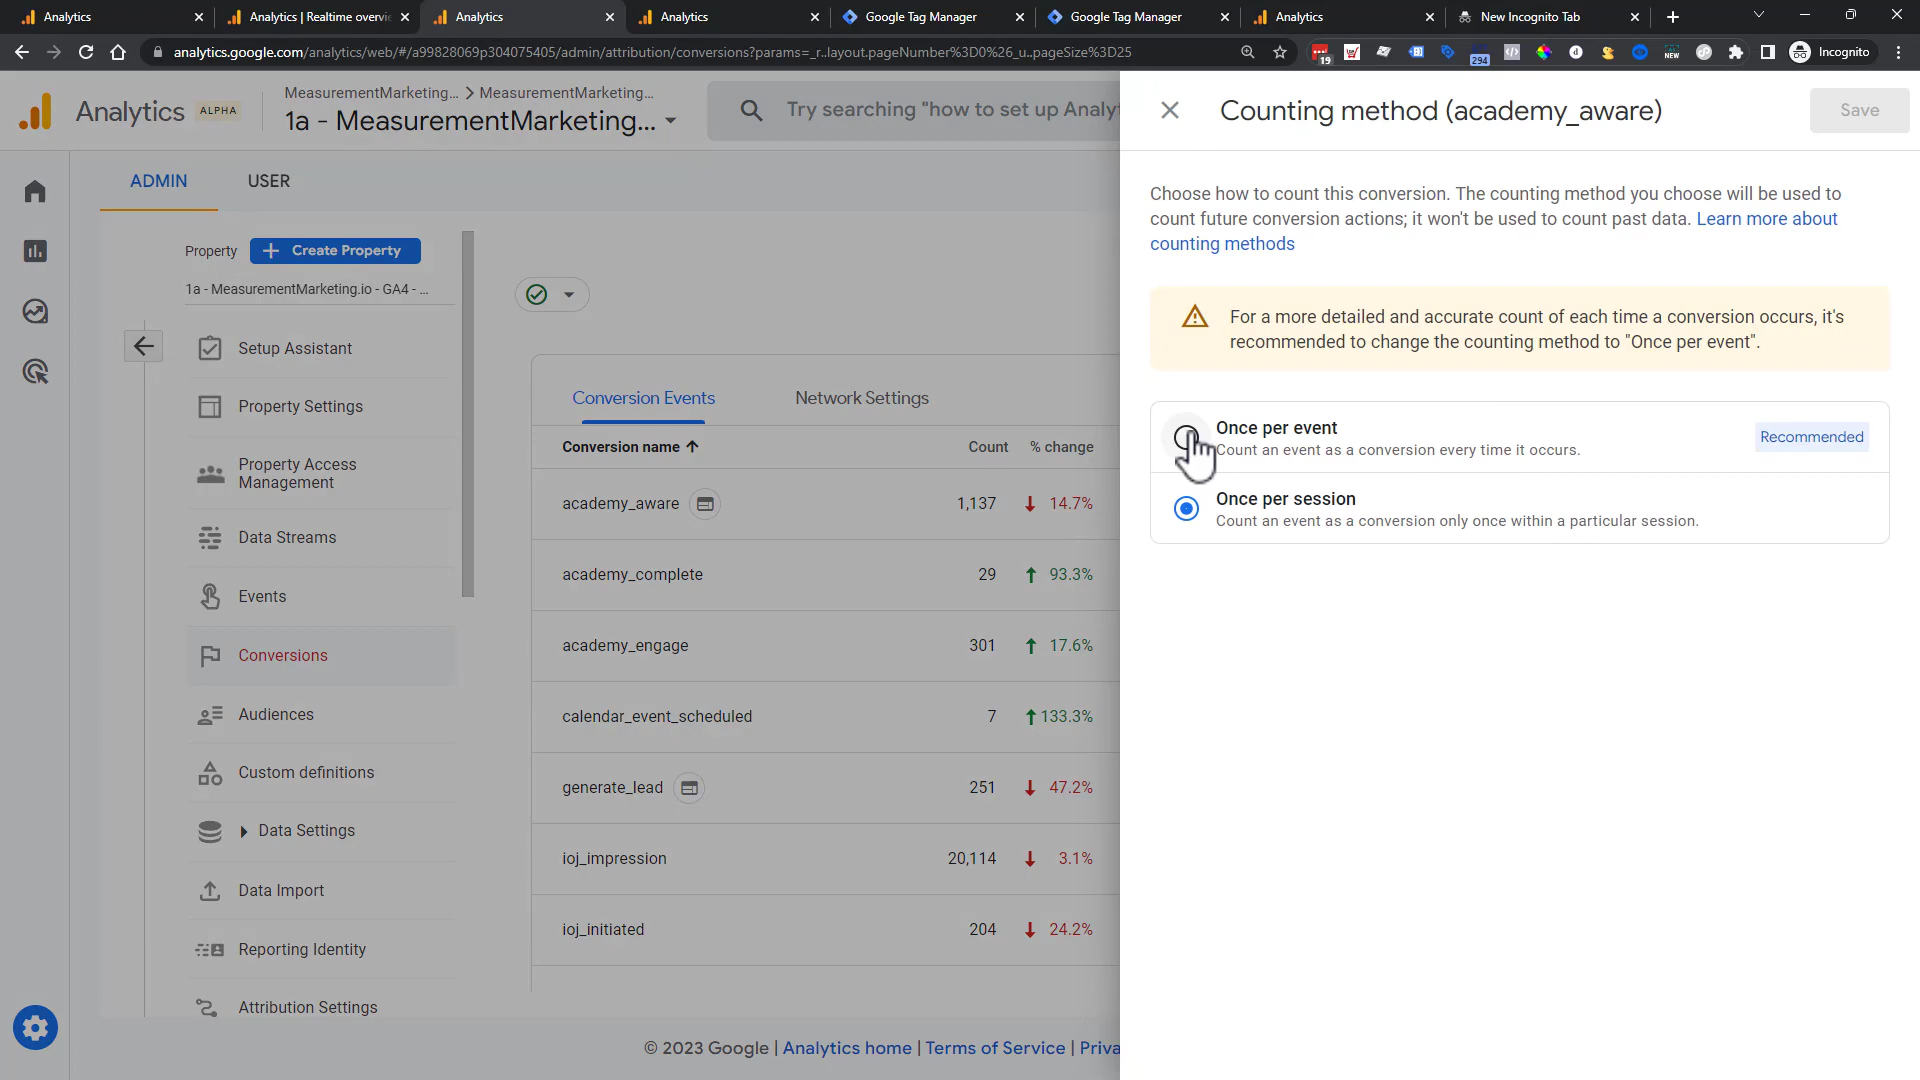 Analytics
Analytics | Realtime overvi
Analytics
Analytics
Google Tag Manager
Google Tag Manager
Analytics
New Incognito Tab
analytics.google.com/analytics/web/#/a99828069p304075405/admin/attribution/conversions?params=_r..layout.pageNumber%3D0%26_u..pageSize%3D25
19
294
NEW
Incognito
Analytics
ALPHA
MeasurementMarketing... > MeasurementMarketing...
1a - MeasurementMarketing...
Try searching "how to set up Analyt
ADMIN
USER
Property
Create Property
1a - MeasurementMarketing.io - GA4 - ...
Setup Assistant
Property Settings
Property Access
Management
Data Streams
Events
Conversions
Audiences
Custom definitions
Data Settings
Data Import
Reporting Identity
Attribution Settings
Conversion Events
Network Settings
Conversion name
Count
% change
academy_aware
1,137
14.7%
academy_complete
29
93.3%
academy_engage
301
17.6%
calendar_event_scheduled
7
133.3%
generate_lead
251
47.2%
ioj_impression
20,114
3.1%
ioj_initiated
204
24.2%
© 2023 Google | Analytics home | Terms of Service | Priva
Counting method (academy_aware)
Save
Choose how to count this conversion. The counting method you choose will be used to
count future conversion actions; it won't be used to count past data. Learn more about
counting methods
For a more detailed and accurate count of each time a conversion occurs, it's
recommended to change the counting method to "Once per event".
Once per event
Count an event as a conversion every time it occurs.
Recommended
Once per session
Count an event as a conversion only once within a particular session.